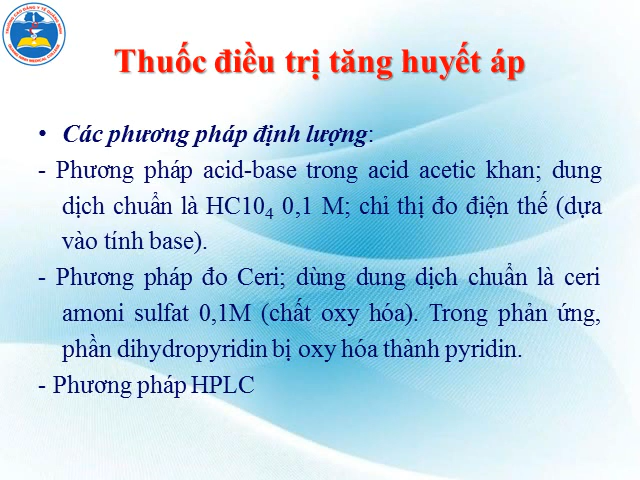 Thuốc điều trị tăng huyết áp
• Các phương pháp định lượng:
- Phương pháp acid-base trong acid acetic khan; dung
dịch chuẩn là HC10₄ 0,1 M; chỉ thị đo điện thế (dựa
vào tính base).
- Phương pháp đo Ceri; dùng dung dịch chuẩn là ceri
amoni sulfat 0,1M (chất oxy hóa). Trong phản ứng,
phần dihydropyridin bị oxy hóa thành pyridin.
- Phương pháp HPLC